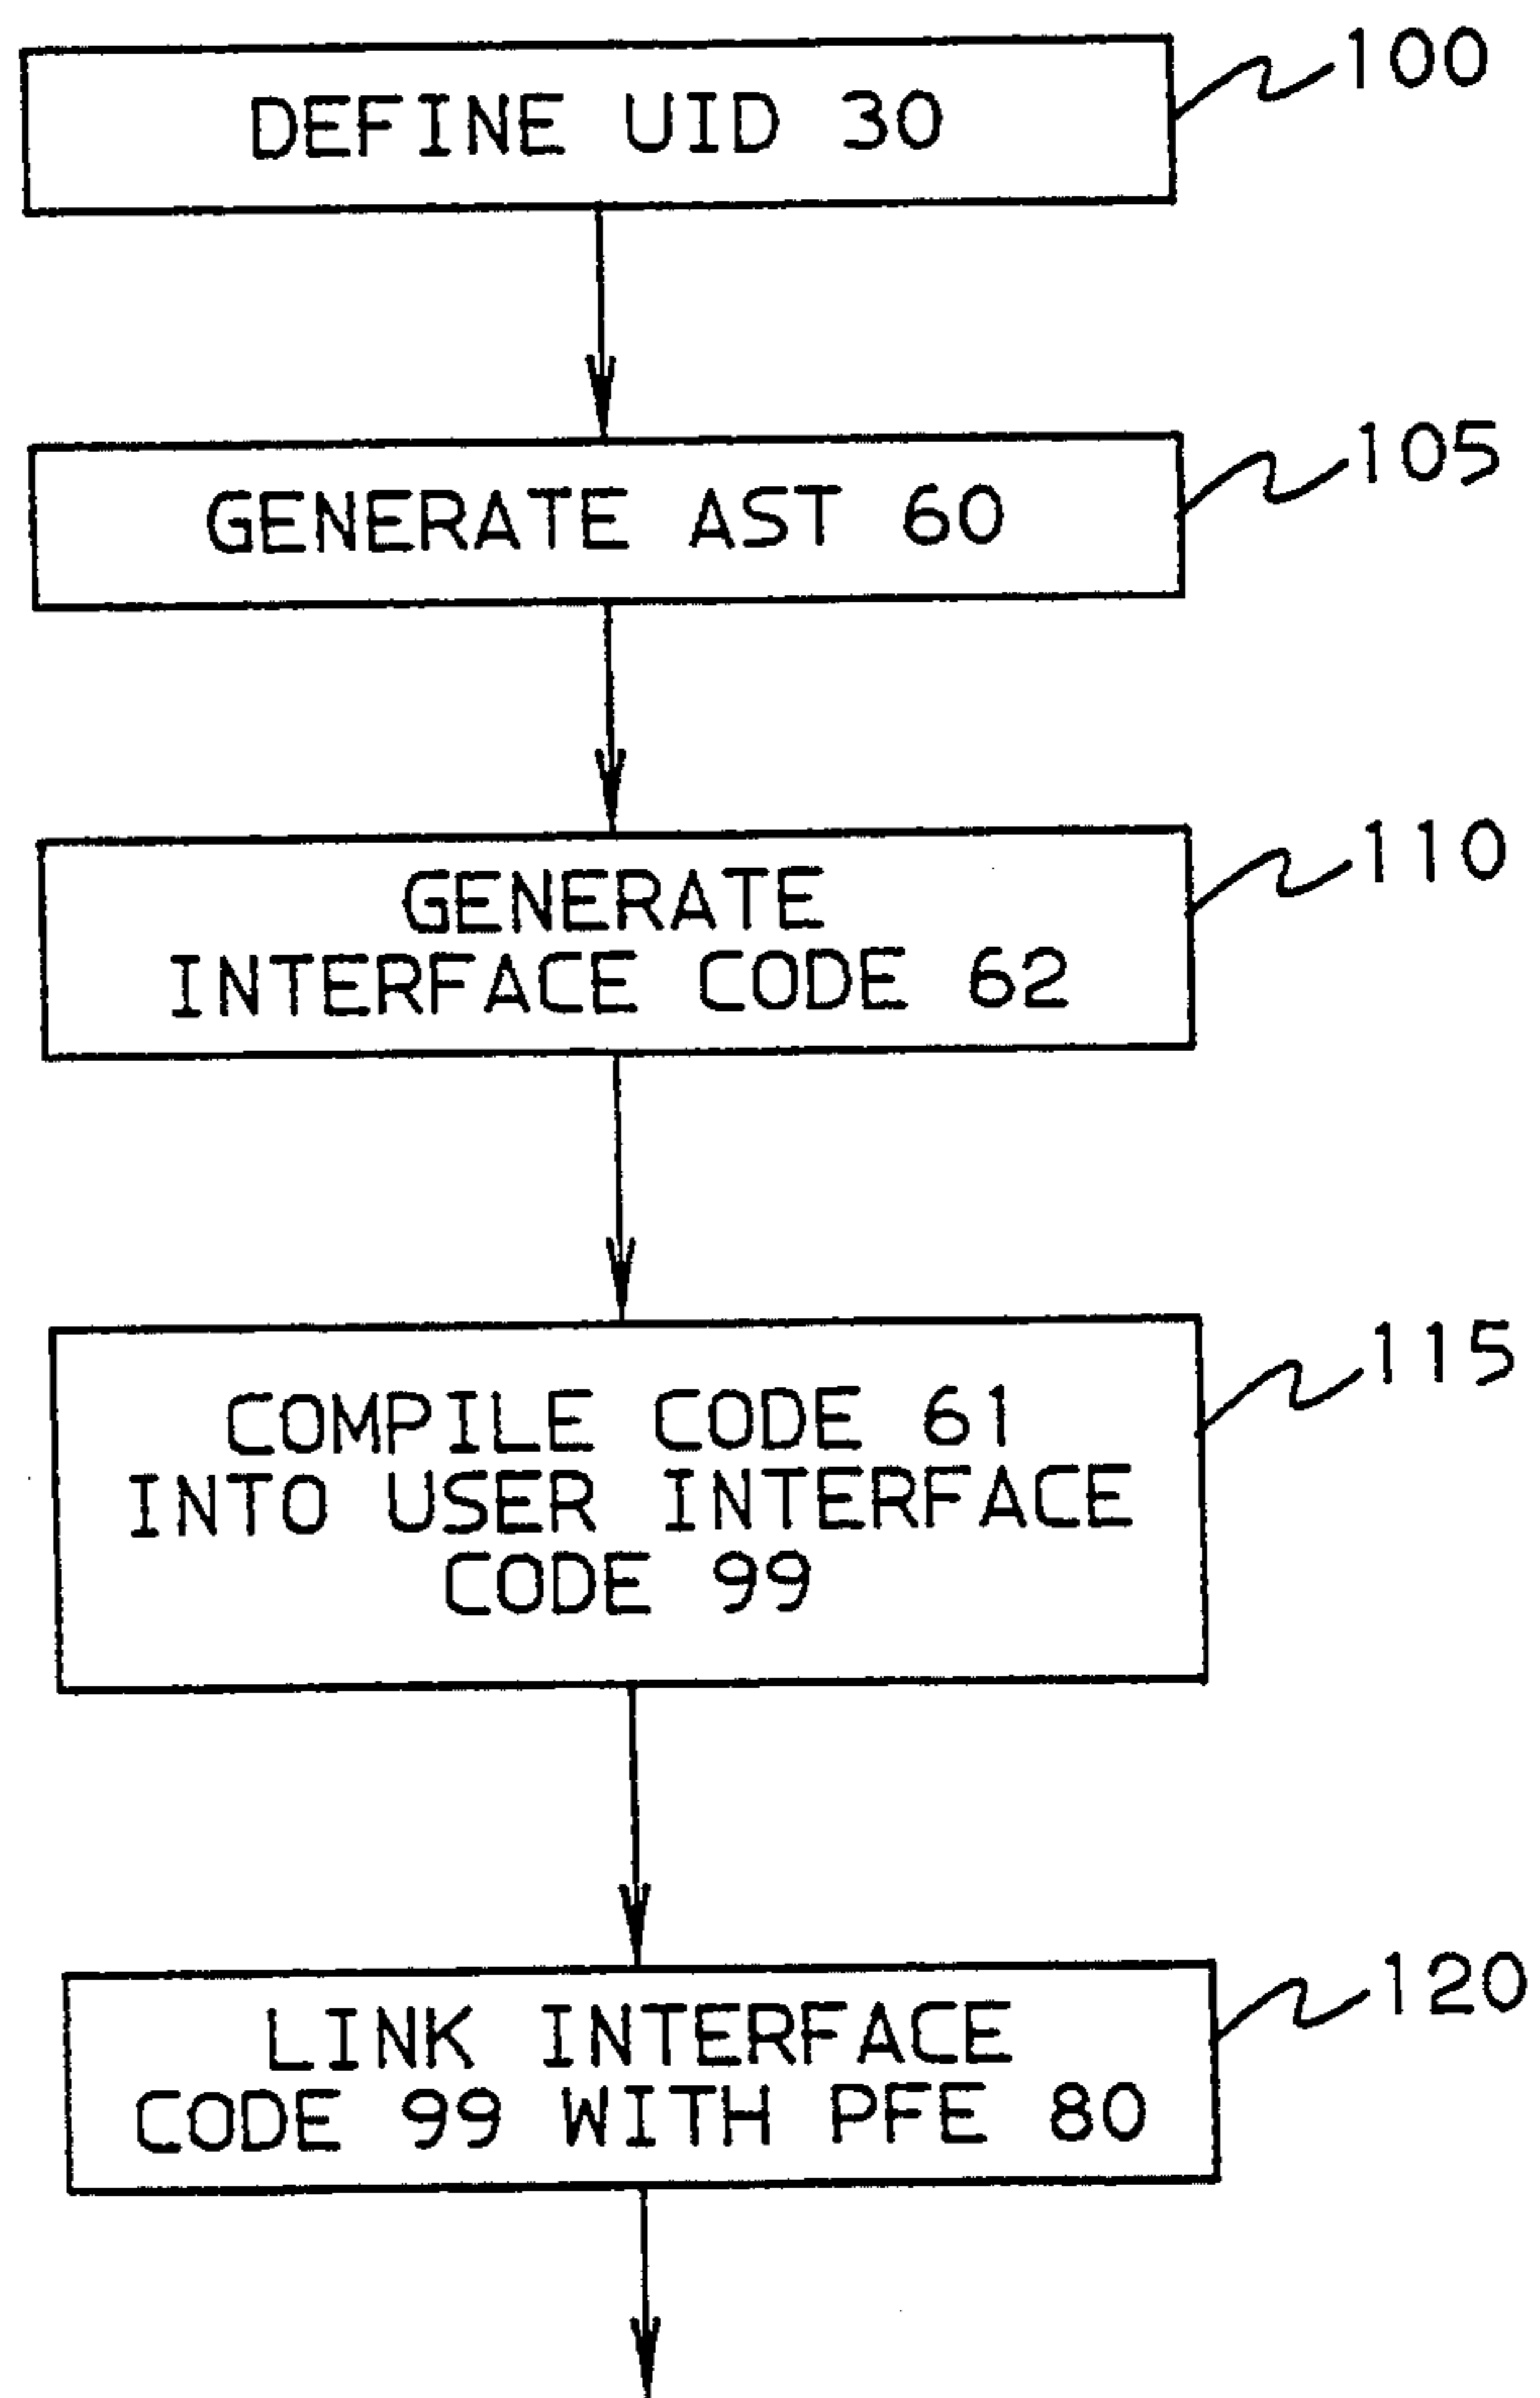 DEFINE UID 30
100
GENERATE AST 60
105
GENERATE
INTERFACE CODE 62
110
COMPILE CODE 61
INTO USER INTERFACE
CODE 99
115
LINK INTERFACE
CODE 99 WITH PFE 80
120